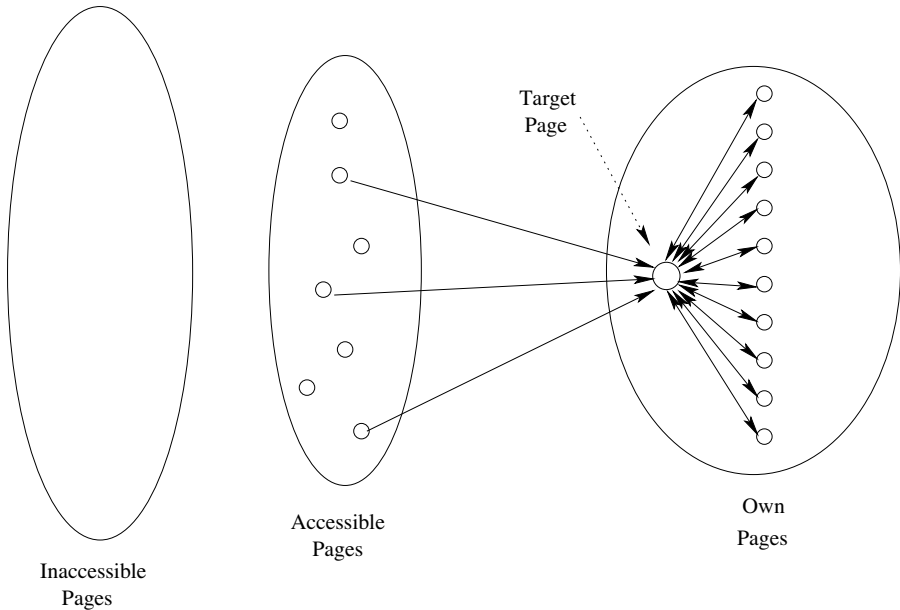 Target
Page
Own
Pages
Accessible
Pages
Inaccessible
Pages